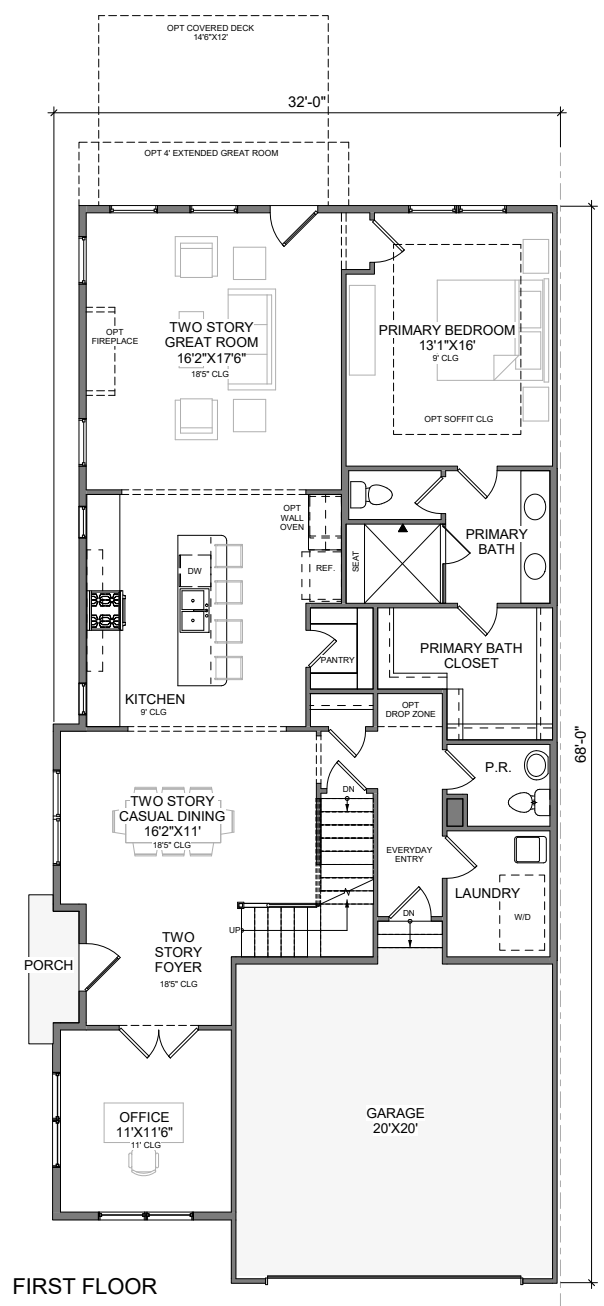 OPT COVERED DECK
14'6"X12'
32'-0"
OPT 4' EXTENDED GREAT ROOM
OPT
FIREPLACE
TWO STORY
GREAT ROOM
16'2"X17'6"
18'5" CLG
PRIMARY BEDROOM
13'1"X16'
9' CLG
OPT SOFFIT CLG
OPT
WALL
OVEN
REF.
DW
SEAT
PRIMARY
BATH
PANTRY
PRIMARY BATH
CLOSET
KITCHEN
9' CLG
OPT
DROP ZONE
68'-0"
P.R.
DN
TWO STORY
CASUAL DINING
16'2"X11'
18'5" CLG
EVERYDAY
ENTRY
LAUNDRY
W/D
DN
UP
TWO
STORY
FOYER
18'5" CLG
PORCH
OFFICE
11'X11'6"
11' CLG
GARAGE
20'X20'
FIRST FLOOR